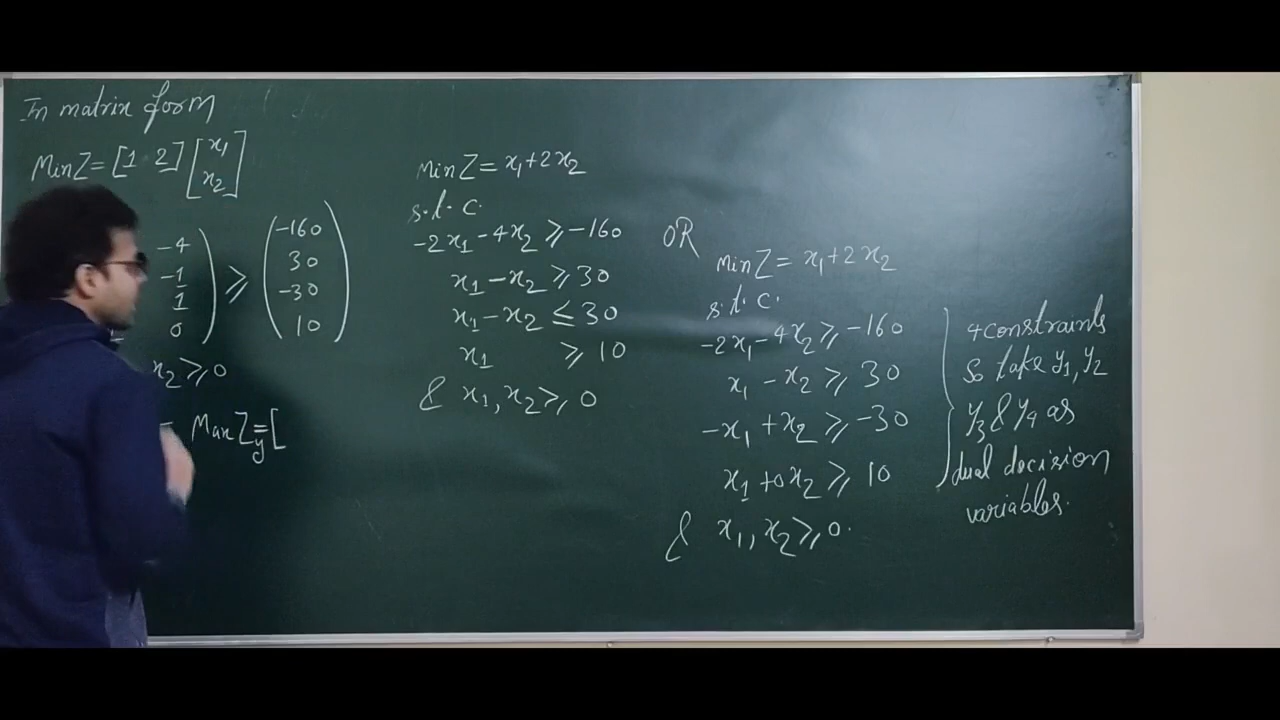 In matrix form
Min Z = [1 2] [x1
x2]
-4
-1
1
0
) ≥ (
-160
30
-30
10
)
x2 ≥ 0
Max Zy = [
Min Z = x1 + 2x2
s.t.c.
-2x1 - 4x2 ≥ -160
x1 - x2 ≥ 30
x1 - x2 ≤ 30
x1 ≥ 10
& x1, x2 ≥ 0
OR
Min Z = x1 + 2x2
s.t.c.
-2x1 - 4x2 ≥ -160
x1 - x2 ≥ 30
-x1 + x2 ≥ -30
x1 + 0x2 ≥ 10
& x1, x2 ≥ 0.
4 constraints
So take y1, y2
y3 & y4 as
dual decision
variables.